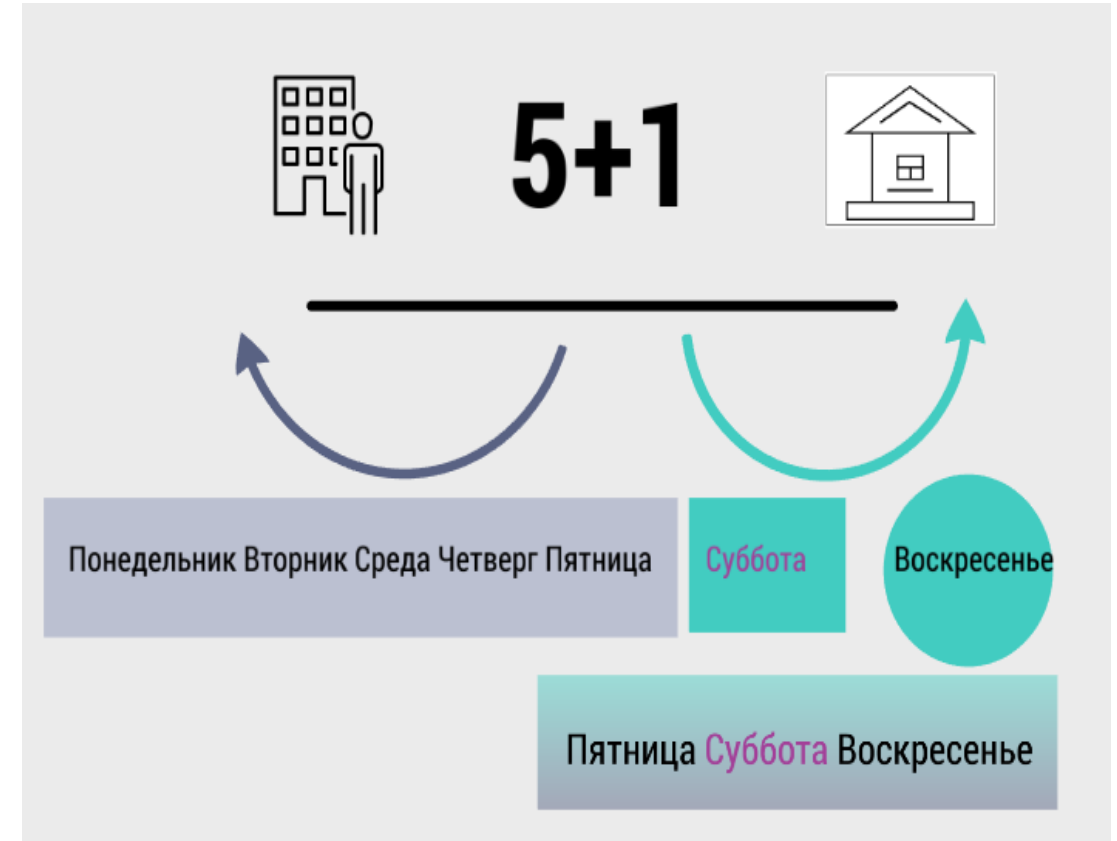 5+1
Понедельник Вторник Среда Четверг Пятница
Суббота
Воскресенье
Пятница Суббота Воскресенье